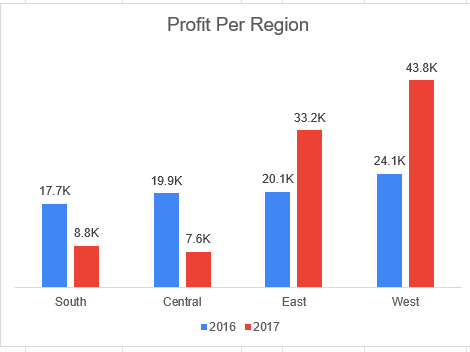 Profit Per Region
43.8K
33.2K
24.1K
20.1K
19.9K
17.7K
8.8K
7.6K
South Central East West
2016 2017